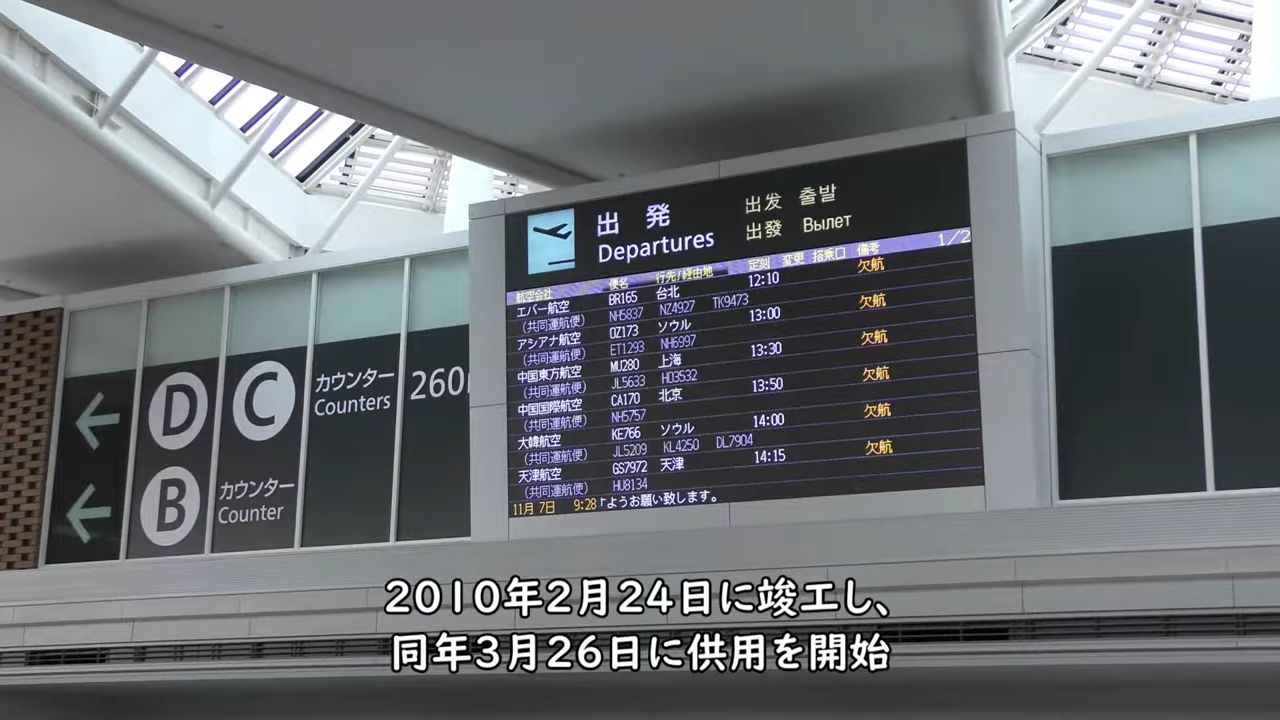 出 発
Departures
出发 출발
出發 Вылет
航空会社 便名 行先/経由地 定刻 変更 搭乗口 備考 1/2
エバー航空 BR165 台北 12:10 欠航
(共同運航便) NH5837 NZ4927 TK9473
アシアナ航空 OZ173 ソウル 13:00 欠航
(共同運航便) ET1293 NH6997
中国東方航空 MU280 上海 13:30 欠航
(共同運航便) JL5633 HO3532
中国国際航空 CA170 北京 13:50 欠航
(共同運航便) NH5757
大韓航空 KE766 ソウル 14:00 欠航
(共同運航便) JL5209 KL4250 DL7904
天津航空 GS7972 天津 14:15 欠航
(共同運航便) HU8134
11月 7日 9:28 ようお願い致します。
← D C カウンター
Counters
260
← B カウンター
Counter
2010年2月24日に竣工し、
同年3月26日に供用を開始